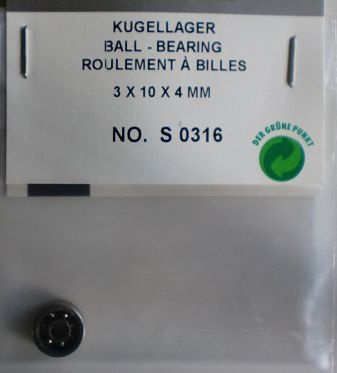 KUGELLAGER
BALL - BEARING
ROULEMENT À BILLES
3 X 10 X 4 MM
NO. S 0316
DER GRÜNE PUNKT